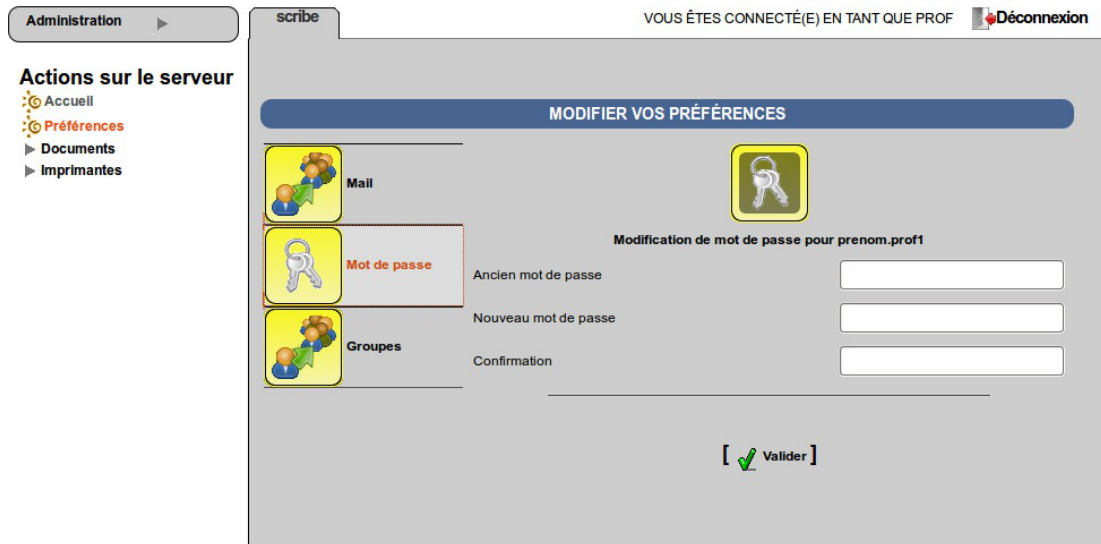 Administration
scribe
VOUS ÊTES CONNECTÉ(E) EN TANT QUE PROF
Déconnexion
Actions sur le serveur
Accueil
Préférences
Documents
Imprimantes
MODIFIER VOS PRÉFÉRENCES
Mail
Mot de passe
Groupes
Modification de mot de passe pour prenom.prof1
Ancien mot de passe
Nouveau mot de passe
Confirmation
[ Valider ]